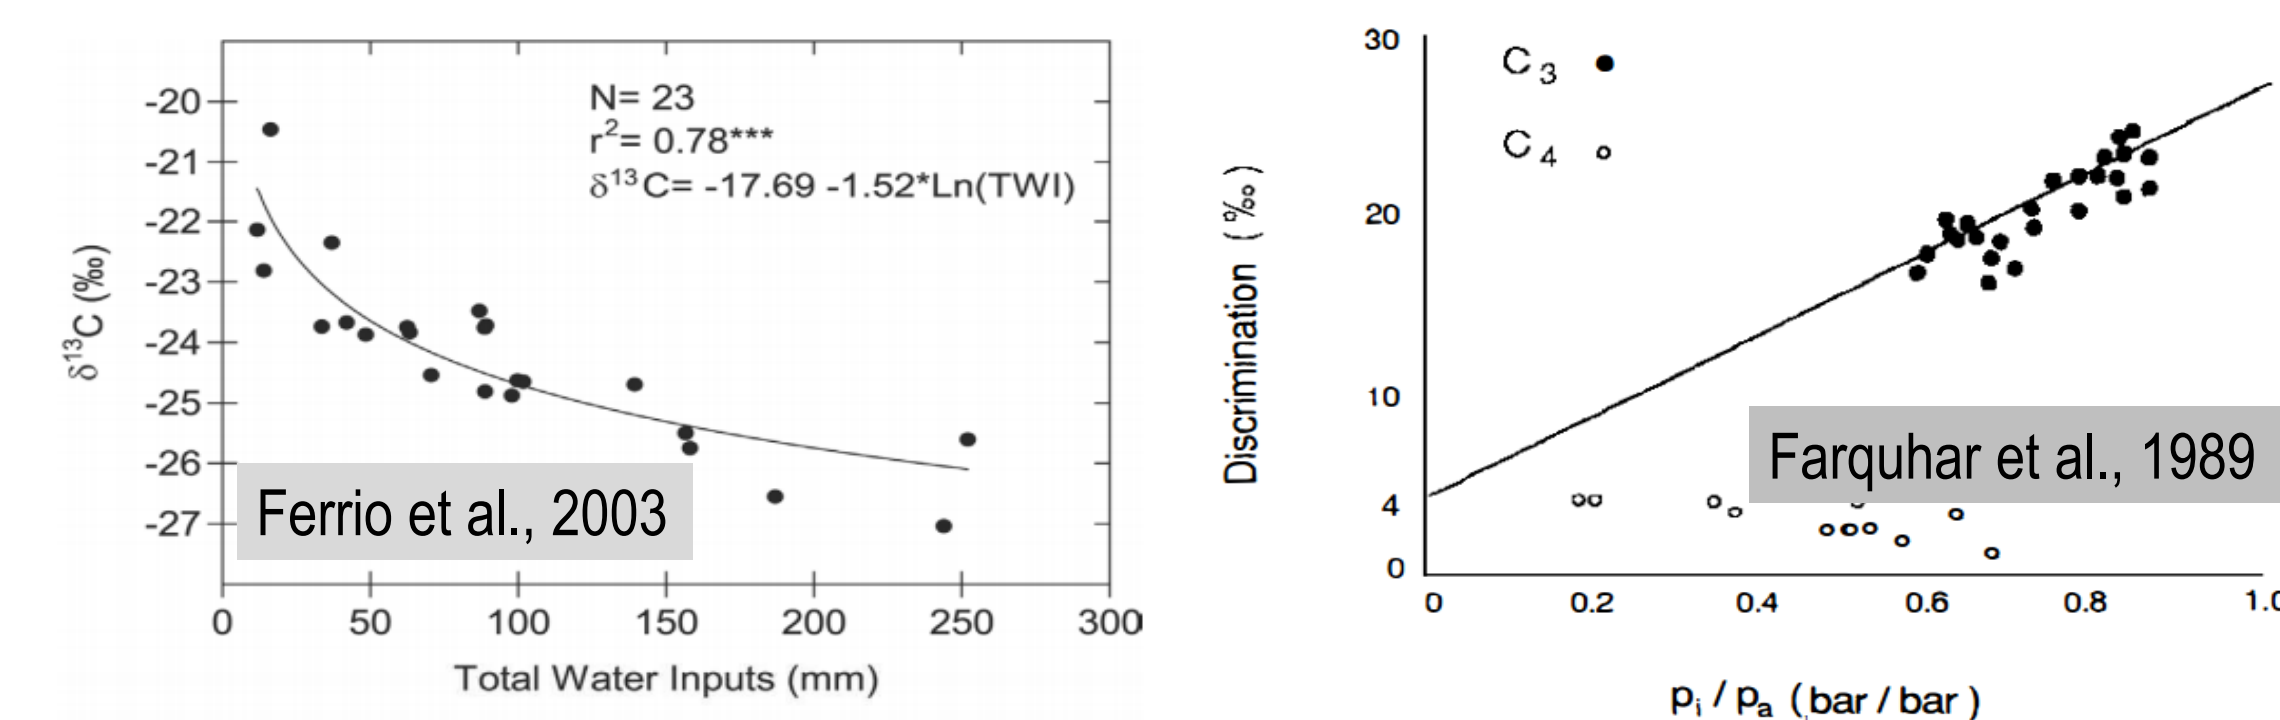 -20
-21
-22
-23
-24
-25
-26
-27
δ¹³C (‰)
N= 23
r²= 0.78***
δ¹³C= -17.69 -1.52*Ln(TWI)
Ferrio et al., 2003
0 50 100 150 200 250 300
Total Water Inputs (mm)
30
20
10
4
0
Discrimination (‰)
C₃
C₄
Farquhar et al., 1989
0 0.2 0.4 0.6 0.8 1.0
pᵢ / pₐ (bar / bar)